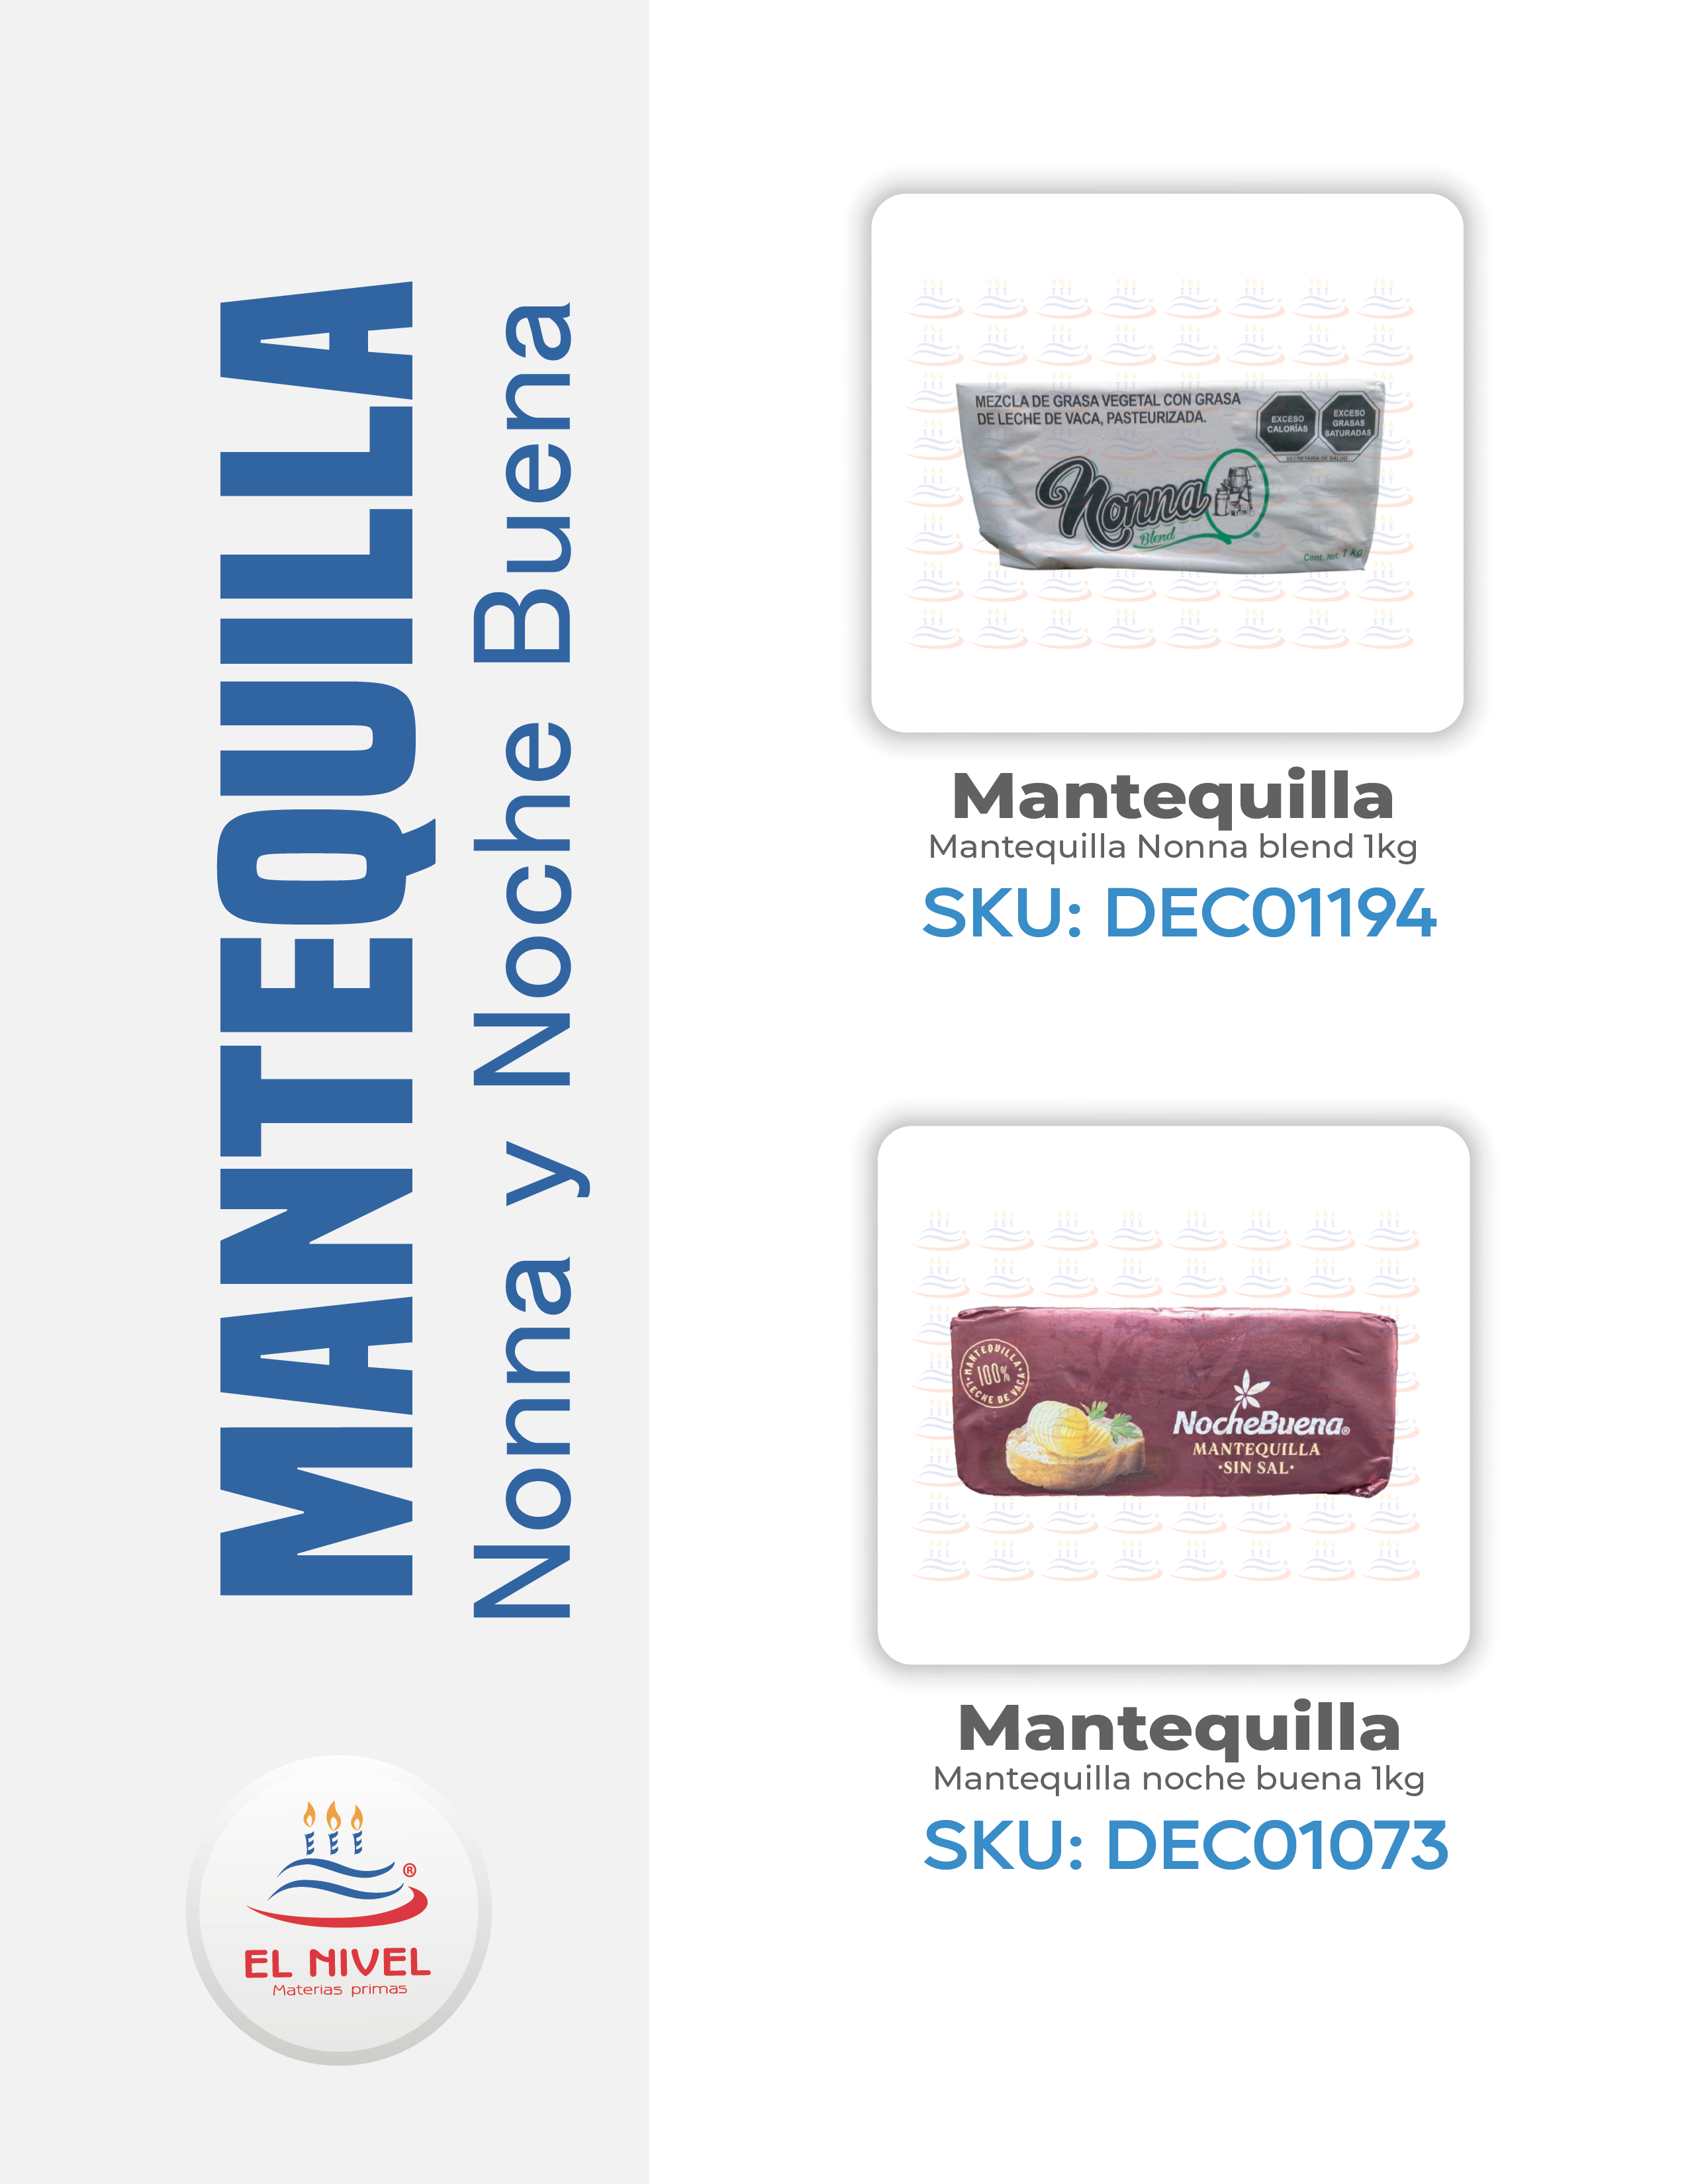 MANTEQUILLA
Nonna y Noche Buena
MEZCLA DE GRASA VEGETAL CON GRASA
DE LECHE DE VACA, PASTEURIZADA.
EXCESO
CALORÍAS
EXCESO
GRASAS
SATURADAS
SECRETARÍA DE SALUD
Nonna
Blend
®
Cont. Net. 1 kg
Mantequilla
Mantequilla Nonna blend 1kg
SKU: DEC01194
MANTEQUILLA
100%
LECHE DE VACA
NocheBuena®
MANTEQUILLA
·SIN SAL·
Mantequilla
Mantequilla noche buena 1kg
SKU: DEC01073
®
EL NIVEL
Materias primas